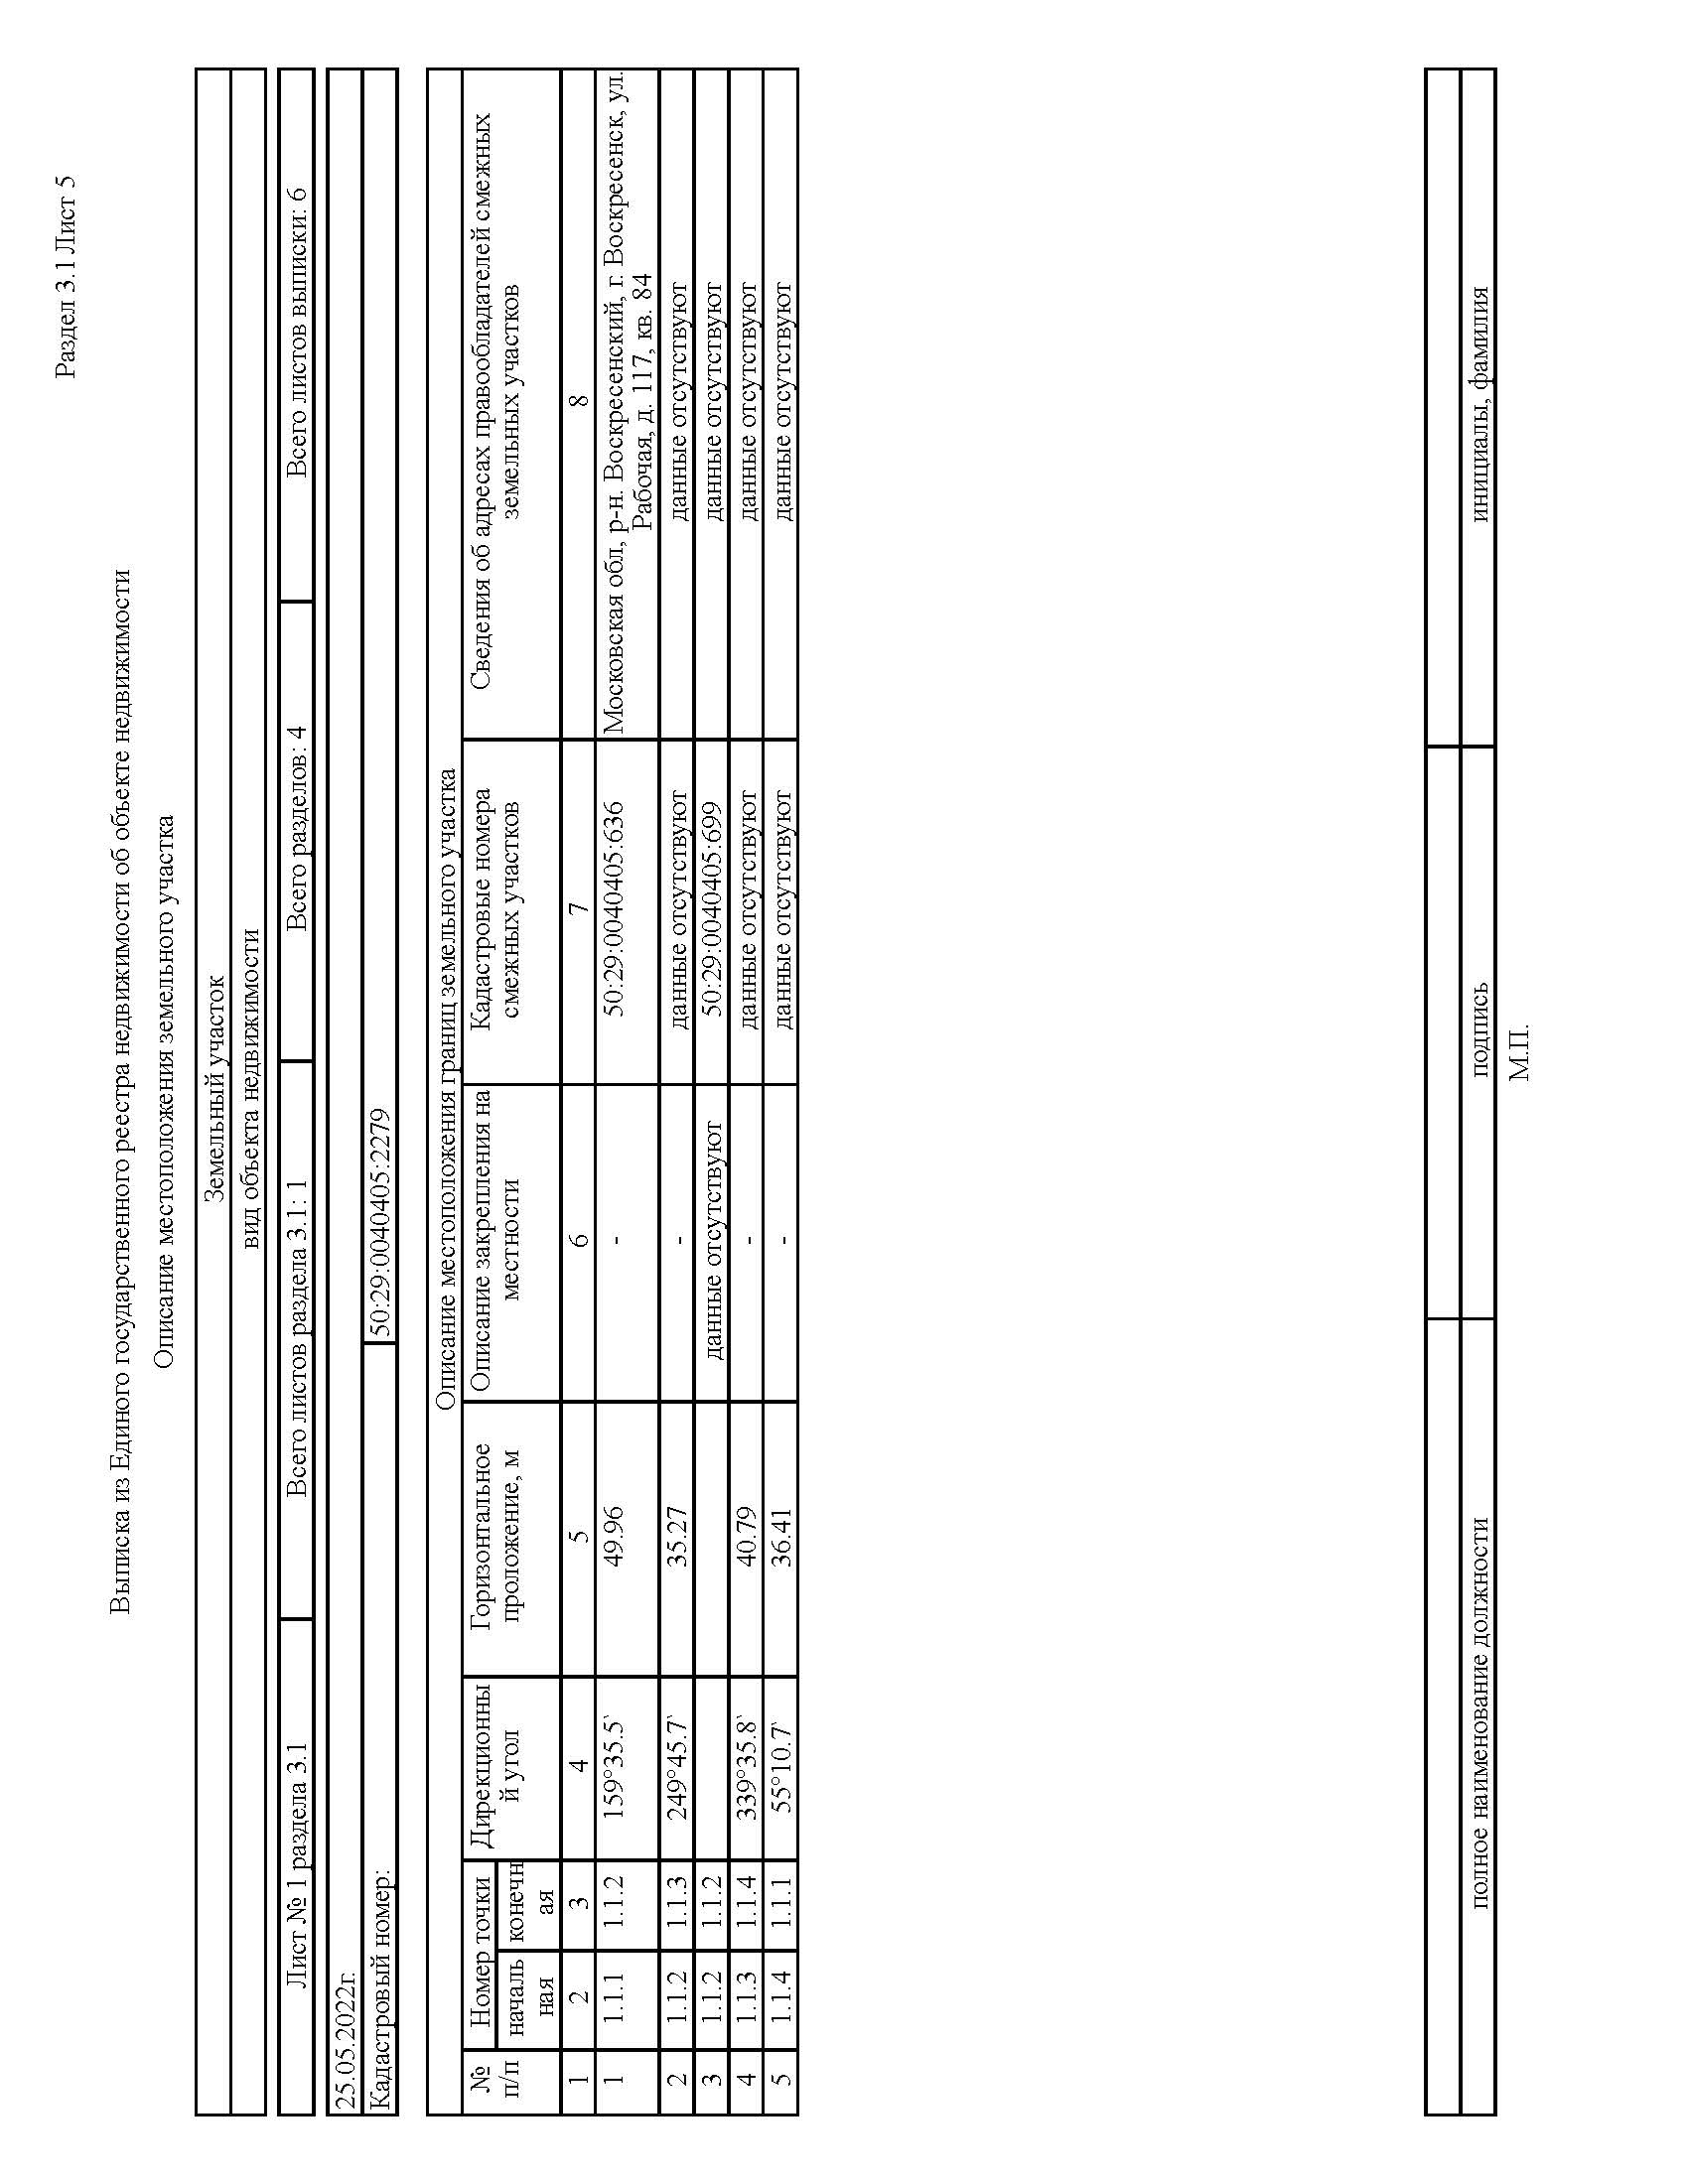 Раздел 3.1 Лист 5
Выписка из Единого государственного реестра недвижимости об объекте недвижимости
Описание местоположения земельного участка
Земельный участок
вид объекта недвижимости
Лист № 1 раздела 3.1 Всего листов раздела 3.1: 1 Всего разделов: 4 Всего листов выписки: 6
25.05.2022г.
Кадастровый номер: 50:29:0040405:2279
Описание местоположения границ земельного участка
№ Номер точки Дирекционны Горизонтальное Описание закрепления на Кадастровые номера Сведения об адресах правообладателей смежных
п/п началь конечн й угол проложение, м местности смежных участков земельных участков
ная ая
1 2 3 4 5 6 7 8
1 1.1.1 1.1.2 159°35.5` 49.96 - 50:29:0040405:636 Московская обл, р-н. Воскресенский, г. Воскресенск, ул.
Рабочая, д. 117, кв. 84
2 1.1.2 1.1.3 249°45.7` 35.27 - данные отсутствуют данные отсутствуют
3 1.1.2 1.1.2 данные отсутствуют 50:29:0040405:699 данные отсутствуют
4 1.1.3 1.1.4 339°35.8` 40.79 - данные отсутствуют данные отсутствуют
5 1.1.4 1.1.1 55°10.7` 36.41 - данные отсутствуют данные отсутствуют
полное наименование должности подпись инициалы, фамилия
М.П.